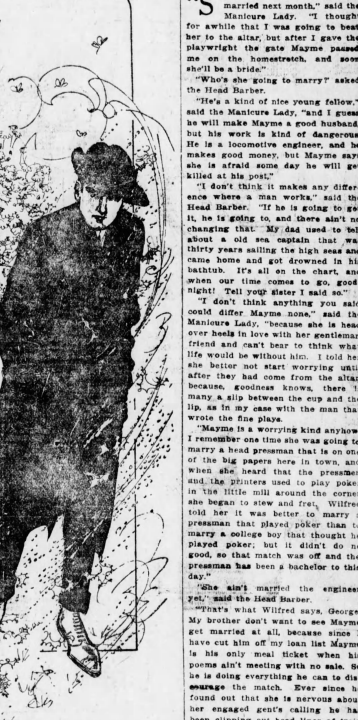 "S
married next month," said the
Manicure Lady. "I thought
for awhile that I was going to beat
her to the altar, but after I gave the
playwright the gate Mayme passed
me on the homestretch, and soon
she'll be a bride."
"Who's she going to marry?" asked
the Head Barber.
"He's a kind of nice young fellow,"
said the Manicure Lady, "and I guess
he will make Mayme a good husband,
but his work is kind of dangerous.
He is a locomotive engineer, and he
makes good money, but Mayme says
she is afraid some day he will get
killed at his post."
"I don't think it makes any differ-
ence where a man works," said the
Head Barber. "If he is going to get
it, he is going to, and there ain't no
changing that. My dad used to tell
about a old sea captain that was
thirty years sailing the high seas and
came home and got drowned in his
bathtub. It's all on the chart, and
when our time comes to go, good
night! Tell your sister I said so."
"I don't think anything you said
could differ Mayme none," said the
Manicure Lady, "because she is head
over heels in love with her gentleman
friend and can't bear to think what
life would be without him. I told her
she better not start worrying until
after they had come from the altar,
because, goodness knows, there is
many a slip between the cup and the
lip, as in my case with the man that
wrote the fine plays.
"Mayme is a worrying kind anyhow.
I remember one time she was going to
marry a head pressman that is on one
of the big papers here in town, and
when she heard that the pressmen
and the printers used to play poker
in the little mill around the corner
she began to stew and fret. Wilfred
told her it was better to marry a
pressman that played poker than to
marry a college boy that thought he
played poker, but it didn't do no
good, so that match was off and the
pressman has been a bachelor to this
day."
"She ain't married the engineer
yet," said the Head Barber.
"That's what Wilfred says, George.
My brother don't want to see Mayme
get married at all, because since I
have cut him off my loan list Mayme
is his only meal ticket when his
poems ain't meeting with no sale. So
he is doing everything he can to dis-
courage the match. Ever since he
found out that she is nervous about
her engaged gent's calling he has
been clipping out head lines of